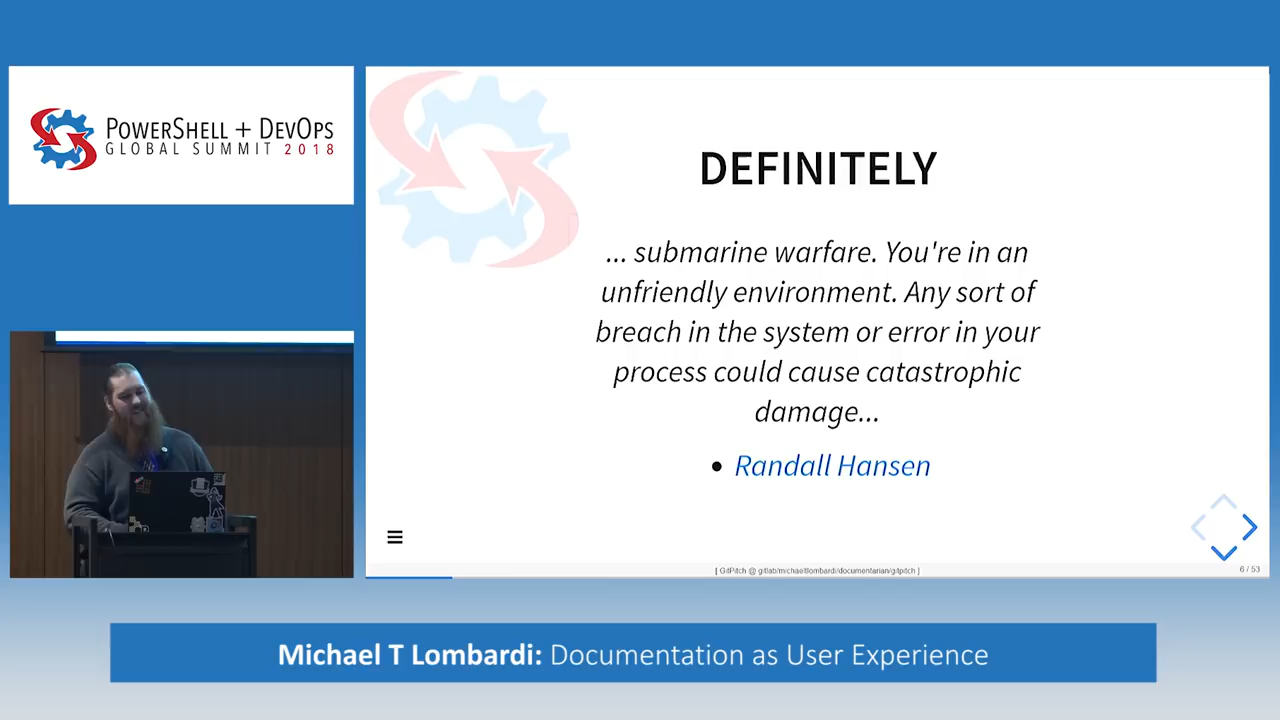 POWERSHELL + DEVOPS
GLOBAL SUMMIT 2018
DEFINITELY
... submarine warfare. You're in an
unfriendly environment. Any sort of
breach in the system or error in your
process could cause catastrophic
damage...
• Randall Hansen
[ GitPitch @ gitlab/michaeltlombardi/documentarian/gitpitch ]
6 / 53
Michael T Lombardi: Documentation as User Experience